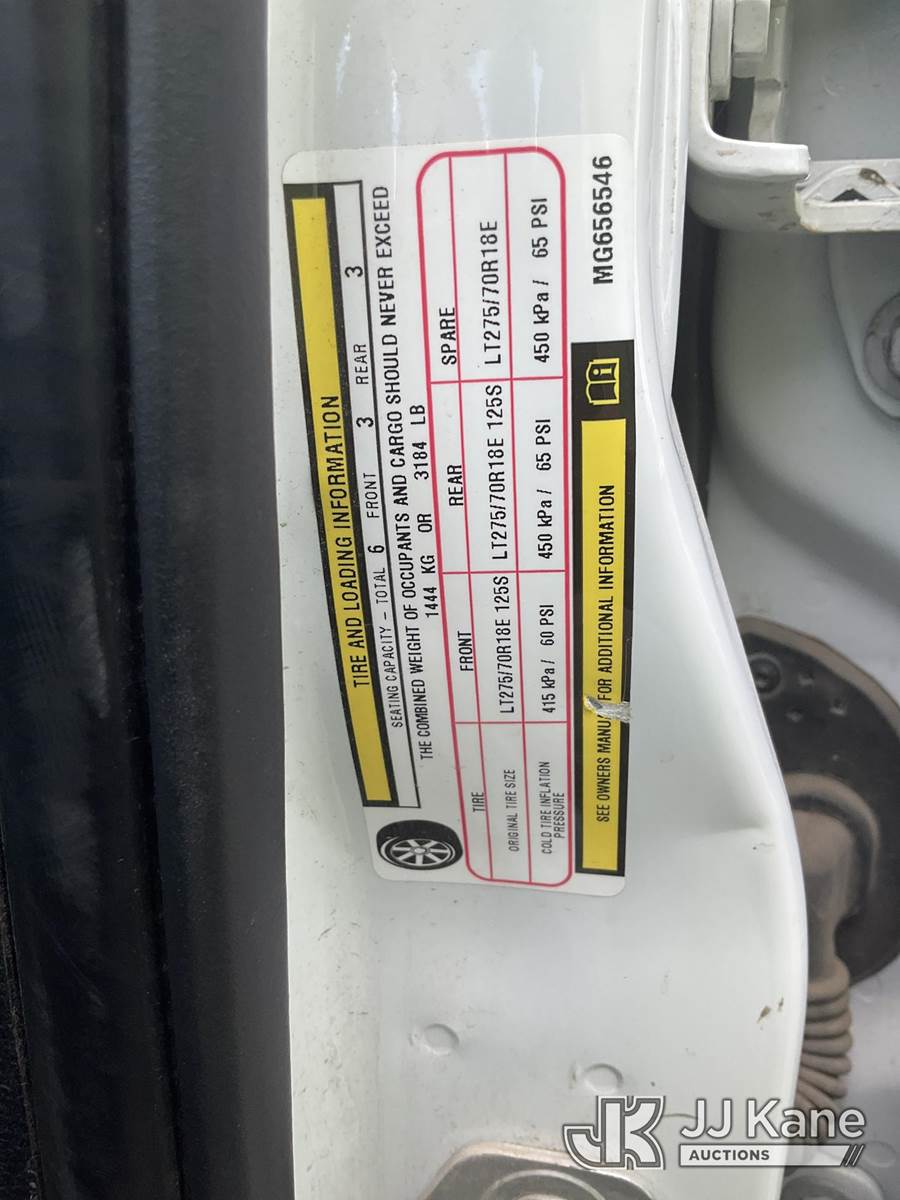 TIRE AND LOADING INFORMATION
SEATING CAPACITY - TOTAL 6 FRONT 3 REAR 3
THE COMBINED WEIGHT OF OCCUPANTS AND CARGO SHOULD NEVER EXCEED
1444 KG OR 3184 LB
TIRE FRONT REAR SPARE
ORIGINAL TIRE SIZE LT275/70R18E 125S LT275/70R18E 125S LT275/70R18E
COLD TIRE INFLATION
PRESSURE 415 kPa/ 60 PSI 450 kPa/ 65 PSI 450 kPa/ 65 PSI
SEE OWNERS MANUAL FOR ADDITIONAL INFORMATION
MG656546
JK JJ Kane
AUCTIONS